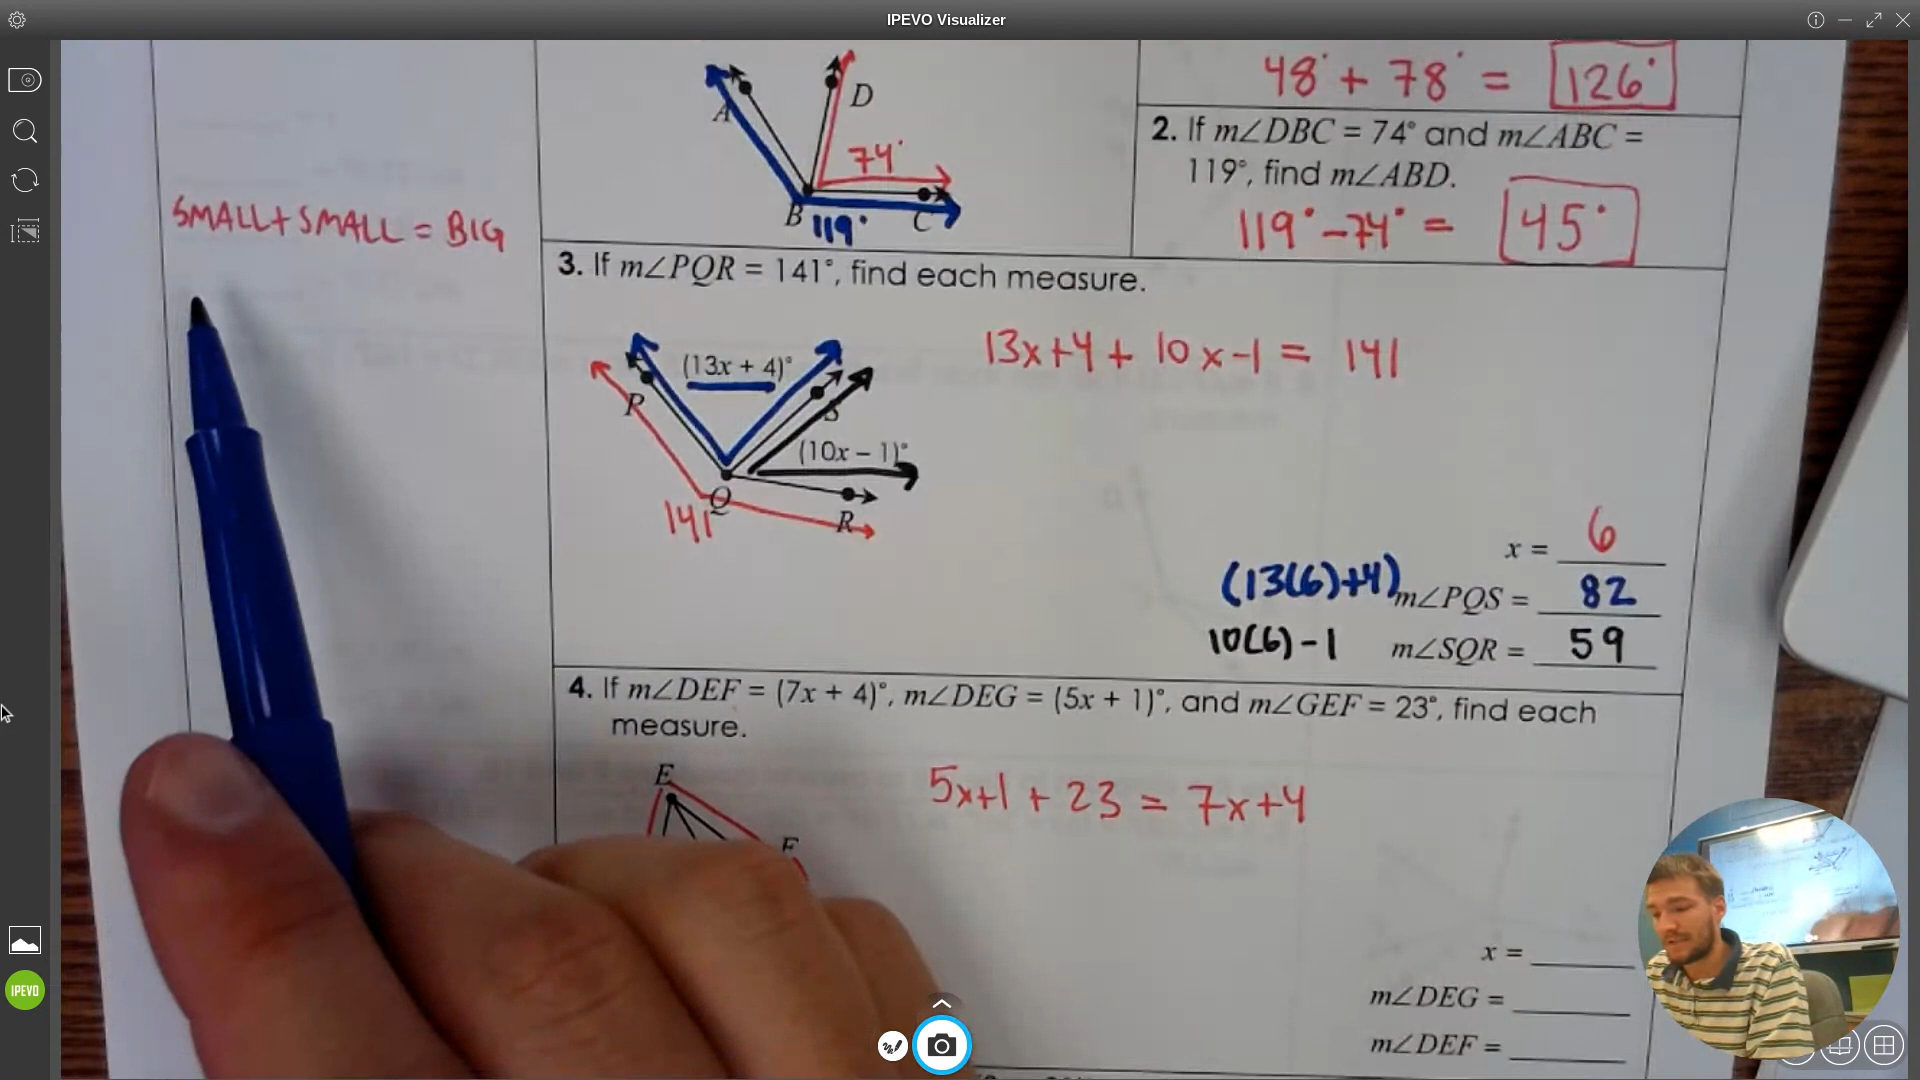 IPEVO Visualizer
48° + 78° = 126°
A
D
74°
B
C
119°
2. If m∠DBC = 74° and m∠ABC =
119°, find m∠ABD.
119° - 74° = 45°
SMALL + SMALL = BIG
3. If m∠PQR = 141°, find each measure.
13x+4 + 10x-1 = 141
(13x + 4)°
P
S
(10x – 1)°
Q
141
R
x = 6
(13(6)+4) m∠PQS = 82
10(6)-1 m∠SQR = 59
4. If m∠DEF = (7x + 4)°, m∠DEG = (5x + 1)°, and m∠GEF = 23°, find each
measure.
E
5x+1 + 23 = 7x+4
F
x =
m∠DEG =
m∠DEF =
IPEVO